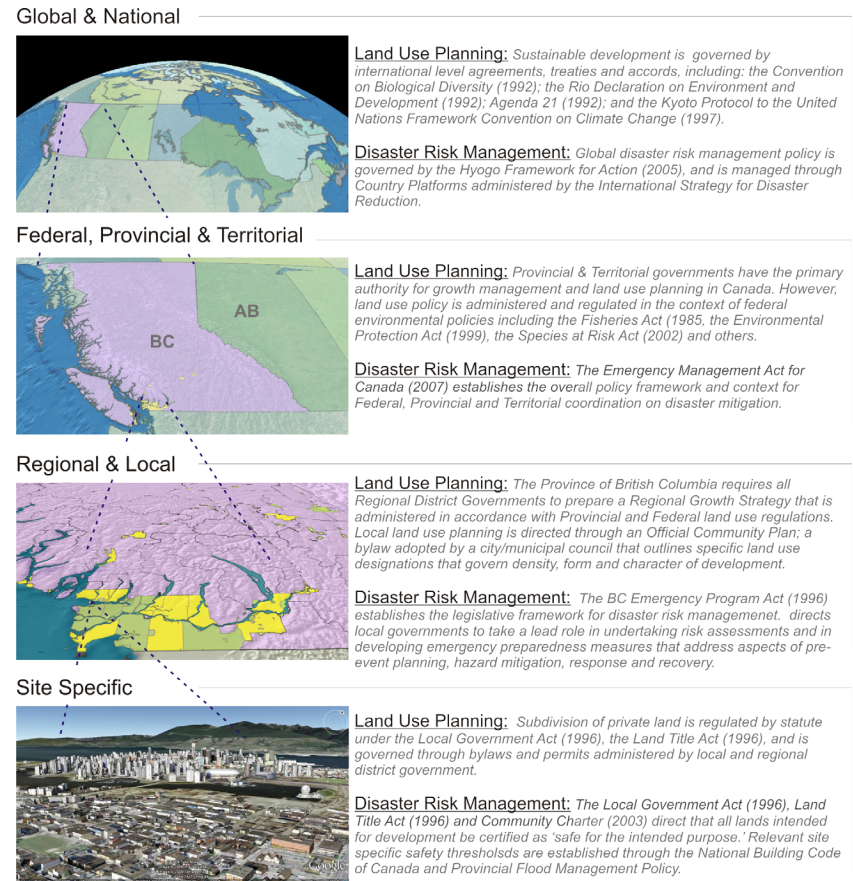 Global & National
Land Use Planning: Sustainable development is governed by
international level agreements, treaties and accords, including: the Convention
on Biological Diversity (1992); the Rio Declaration on Environment and
Development (1992); Agenda 21 (1992); and the Kyoto Protocol to the United
Nations Framework Convention on Climate Change (1997).
Disaster Risk Management: Global disaster risk management policy is
governed by the Hyogo Framework for Action (2005), and is managed through
Country Platforms administered by the International Strategy for Disaster
Reduction.
Federal, Provincial & Territorial
AB
BC
Land Use Planning: Provincial & Territorial governments have the primary
authority for growth management and land use planning in Canada. However,
land use policy is administered and regulated in the context of federal
environmental policies including the Fisheries Act (1985, the Environmental
Protection Act (1999), the Species at Risk Act (2002) and others.
Disaster Risk Management: The Emergency Management Act for
Canada (2007) establishes the overall policy framework and context for
Federal, Provincial and Territorial coordination on disaster mitigation.
Regional & Local
Land Use Planning: The Province of British Columbia requires all
Regional District Governments to prepare a Regional Growth Strategy that is
administered in accordance with Provincial and Federal land use regulations.
Local land use planning is directed through an Official Community Plan; a
bylaw adopted by a city/municipal council that outlines specific land use
designations that govern density, form and character of development.
Disaster Risk Management: The BC Emergency Program Act (1996)
establishes the legislative framework for disaster risk managemenet. directs
local governments to take a lead role in undertaking risk assessments and in
developing emergency preparedness measures that address aspects of pre-
event planning, hazard mitigation, response and recovery.
Site Specific
Google
Land Use Planning: Subdivision of private land is regulated by statute
under the Local Government Act (1996), the Land Title Act (1996), and is
governed through bylaws and permits administered by local and regional
district government.
Disaster Risk Management: The Local Government Act (1996), Land
Title Act (1996) and Community Charter (2003) direct that all lands intended
for development be certified as 'safe for the intended purpose.' Relevant site
specific safety thresholsds are established through the National Building Code
of Canada and Provincial Flood Management Policy.